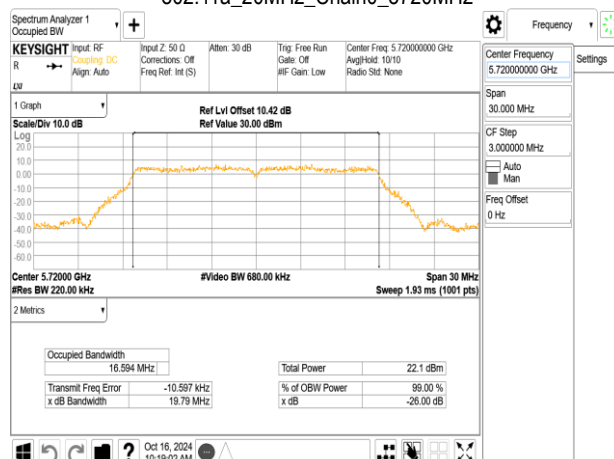 802.11a_20MHz_Chain0_5720MHz
Spectrum Analyzer 1
Occupied BW
Frequency
KEYSIGHT
Input: RF
Input Z: 50 Ω
Atten: 30 dB
Trig: Free Run
Center Freq: 5.720000000 GHz
R
Coupling: DC
Corrections: Off
Gate: Off
Avg|Hold: 10/10
Align: Auto
Freq Ref: Int (S)
#IF Gain: Low
Radio Std: None
LXI
Center Frequency
5.720000000 GHz
Settings
Span
30.000 MHz
CF Step
3.000000 MHz
Auto
Man
Freq Offset
0 Hz
1 Graph
Ref Lvl Offset 10.42 dB
Scale/Div 10.0 dB
Ref Value 30.00 dBm
Log
20.0
10.0
0.00
-10.0
-20.0
-30.0
-40.0
-50.0
-60.0
Center 5.72000 GHz
#Video BW 680.00 kHz
Span 30 MHz
#Res BW 220.00 kHz
Sweep 1.93 ms (1001 pts)
2 Metrics
Occupied Bandwidth
16.594 MHz
Total Power
22.1 dBm
Transmit Freq Error
-10.597 kHz
% of OBW Power
99.00 %
x dB Bandwidth
19.79 MHz
x dB
-26.00 dB
Oct 16, 2024
10:19:02 AM